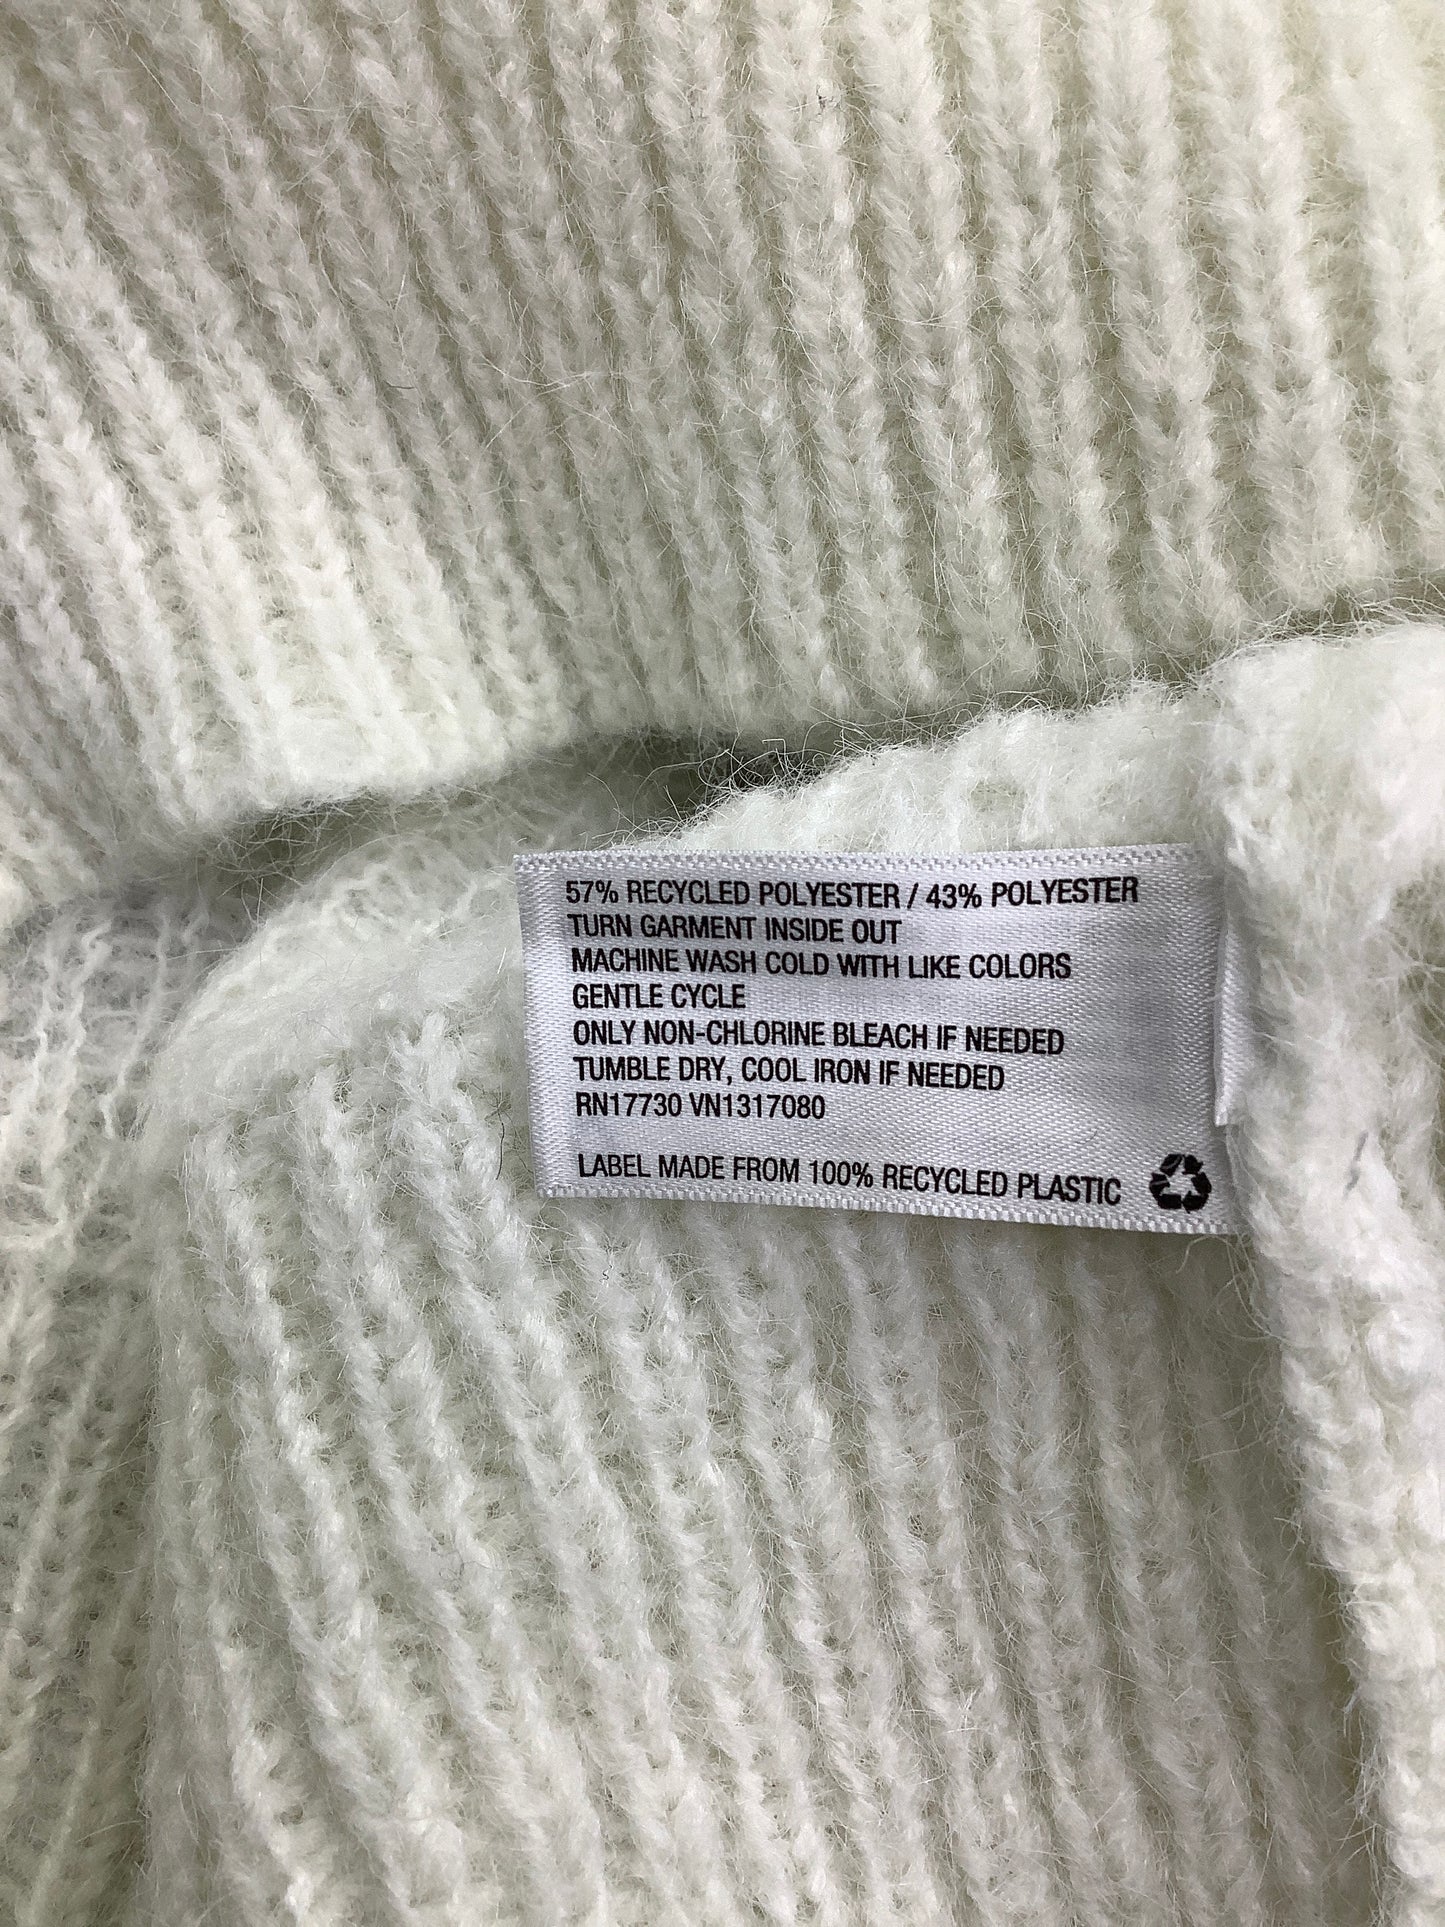 57% RECYCLED POLYESTER / 43% POLYESTER
TURN GARMENT INSIDE OUT
MACHINE WASH COLD WITH LIKE COLORS
GENTLE CYCLE
ONLY NON-CHLORINE BLEACH IF NEEDED
TUMBLE DRY, COOL IRON IF NEEDED
RN17730 VN1317080
LABEL MADE FROM 100% RECYCLED PLASTIC